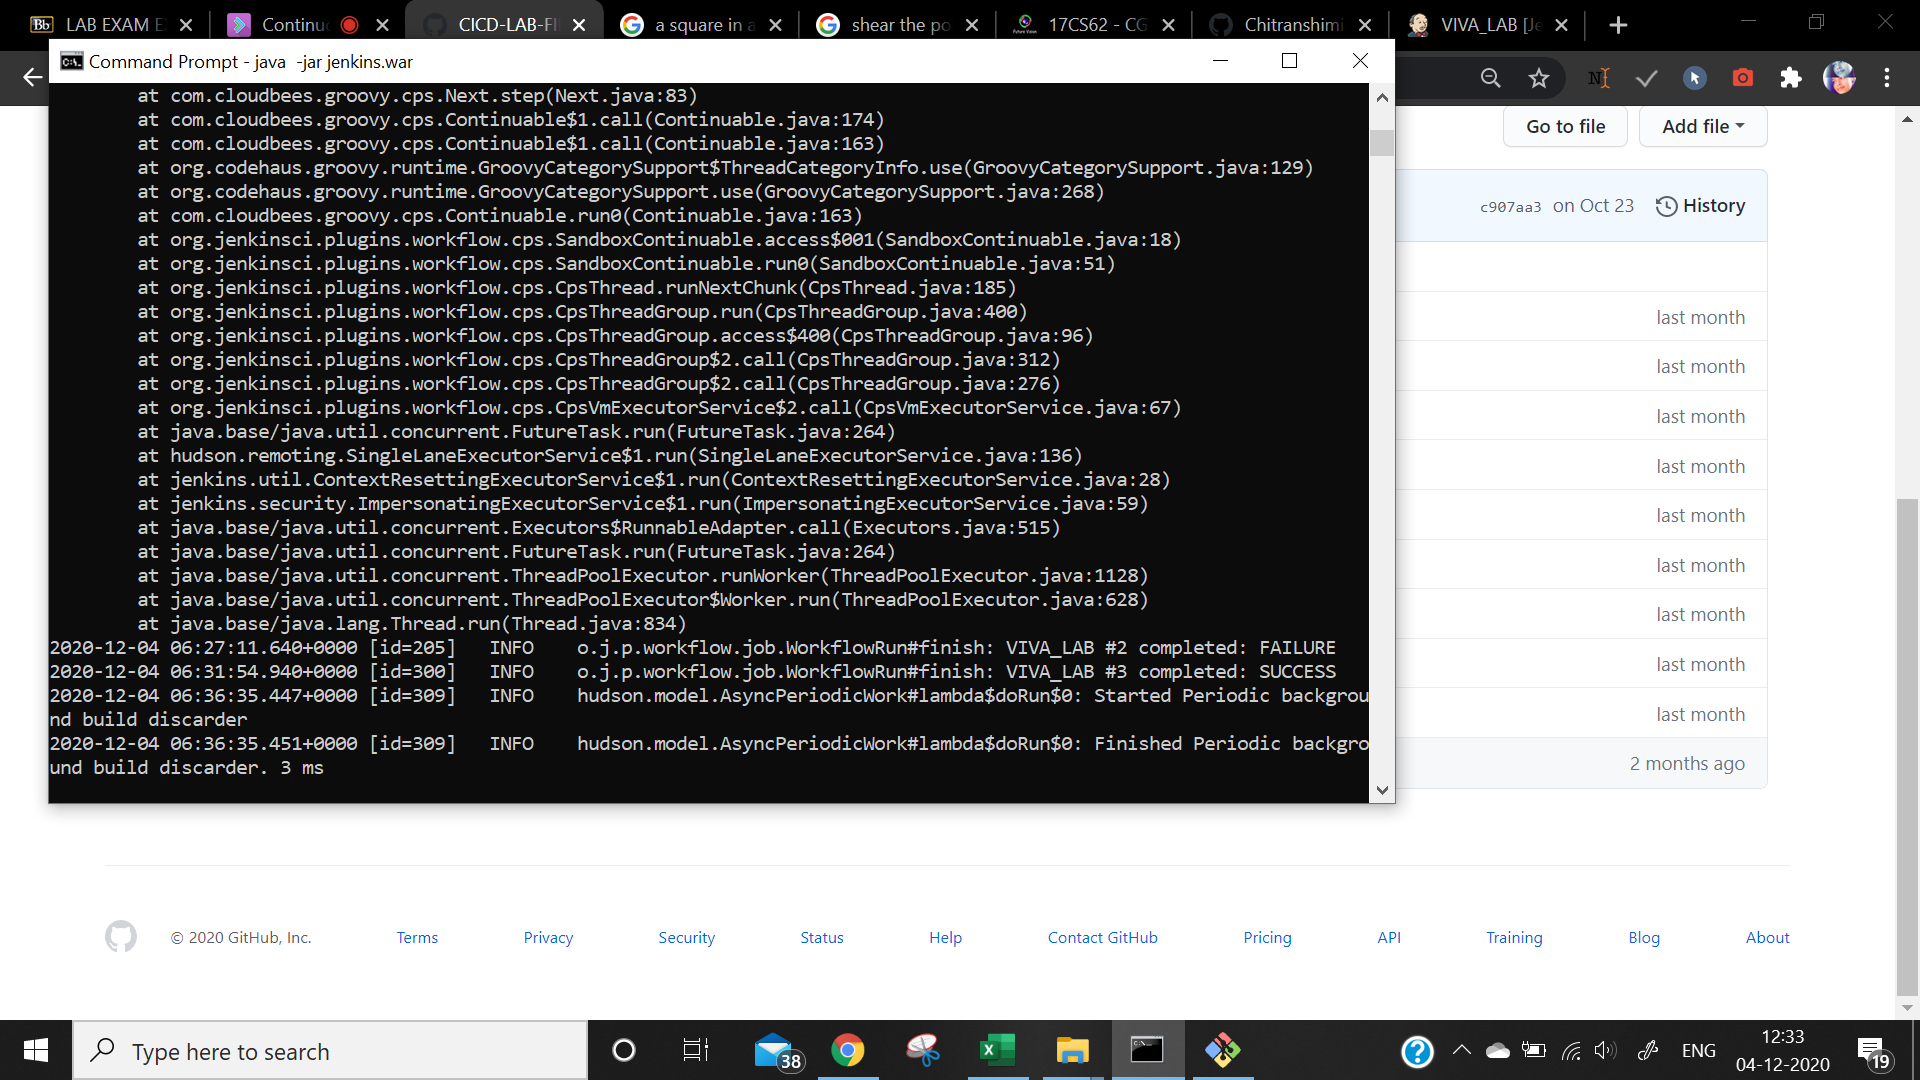 LAB EXAM E
Continu
CICD-LAB-FI
a square in a
shear the po
17CS62 - CG
Chitranshimi
VIVA_LAB [Je
Command Prompt - java  -jar jenkins.war
at com.cloudbees.groovy.cps.Next.step(Next.java:83)
at com.cloudbees.groovy.cps.Continuable$1.call(Continuable.java:174)
at com.cloudbees.groovy.cps.Continuable$1.call(Continuable.java:163)
at org.codehaus.groovy.runtime.GroovyCategorySupport$ThreadCategoryInfo.use(GroovyCategorySupport.java:129)
at org.codehaus.groovy.runtime.GroovyCategorySupport.use(GroovyCategorySupport.java:268)
at com.cloudbees.groovy.cps.Continuable.run0(Continuable.java:163)
at org.jenkinsci.plugins.workflow.cps.SandboxContinuable.access$001(SandboxContinuable.java:18)
at org.jenkinsci.plugins.workflow.cps.SandboxContinuable.run0(SandboxContinuable.java:51)
at org.jenkinsci.plugins.workflow.cps.CpsThread.runNextChunk(CpsThread.java:185)
at org.jenkinsci.plugins.workflow.cps.CpsThreadGroup.run(CpsThreadGroup.java:400)
at org.jenkinsci.plugins.workflow.cps.CpsThreadGroup.access$400(CpsThreadGroup.java:96)
at org.jenkinsci.plugins.workflow.cps.CpsThreadGroup$2.call(CpsThreadGroup.java:312)
at org.jenkinsci.plugins.workflow.cps.CpsThreadGroup$2.call(CpsThreadGroup.java:276)
at org.jenkinsci.plugins.workflow.cps.CpsVmExecutorService$2.call(CpsVmExecutorService.java:67)
at java.base/java.util.concurrent.FutureTask.run(FutureTask.java:264)
at hudson.remoting.SingleLaneExecutorService$1.run(SingleLaneExecutorService.java:136)
at jenkins.util.ContextResettingExecutorService$1.run(ContextResettingExecutorService.java:28)
at jenkins.security.ImpersonatingExecutorService$1.run(ImpersonatingExecutorService.java:59)
at java.base/java.util.concurrent.Executors$RunnableAdapter.call(Executors.java:515)
at java.base/java.util.concurrent.FutureTask.run(FutureTask.java:264)
at java.base/java.util.concurrent.ThreadPoolExecutor.runWorker(ThreadPoolExecutor.java:1128)
at java.base/java.util.concurrent.ThreadPoolExecutor$Worker.run(ThreadPoolExecutor.java:628)
at java.base/java.lang.Thread.run(Thread.java:834)
2020-12-04 06:27:11.640+0000 [id=205]   INFO    o.j.p.workflow.job.WorkflowRun#finish: VIVA_LAB #2 completed: FAILURE
2020-12-04 06:31:54.940+0000 [id=300]   INFO    o.j.p.workflow.job.WorkflowRun#finish: VIVA_LAB #3 completed: SUCCESS
2020-12-04 06:36:35.447+0000 [id=309]   INFO    hudson.model.AsyncPeriodicWork#lambda$doRun$0: Started Periodic backgrou
nd build discarder
2020-12-04 06:36:35.451+0000 [id=309]   INFO    hudson.model.AsyncPeriodicWork#lambda$doRun$0: Finished Periodic backgro
und build discarder. 3 ms
Go to file
Add file
c907aa3 on Oct 23
History
last month
last month
last month
last month
last month
last month
last month
last month
last month
2 months ago
© 2020 GitHub, Inc.
Terms
Privacy
Security
Status
Help
Contact GitHub
Pricing
API
Training
Blog
About
Type here to search
38
ENG
12:33
04-12-2020
19